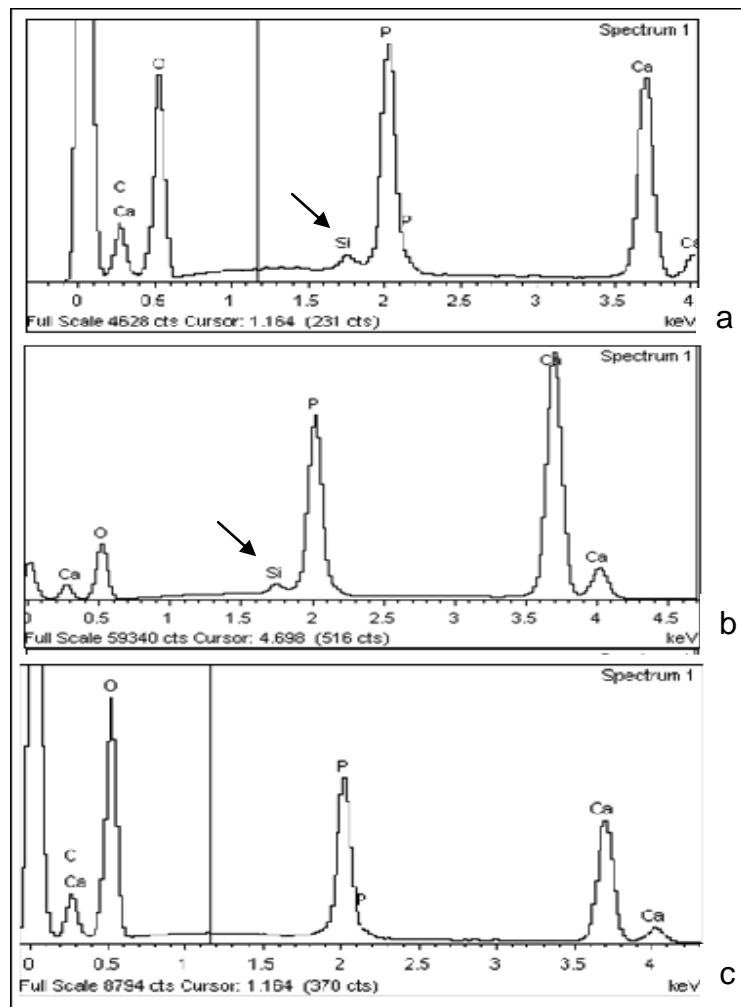 Spectrum 1
P
O
Ca
C
Ca
P
Si
Ca
0 0.5 1 1.5 2 2.5 3 3.5 4
Full Scale 4628 cts Cursor: 1.164 (231 cts) keV
a
Spectrum 1
Ca
P
O
Ca
Si
Ca
0.5 1 1.5 2 2.5 3 3.5 4 4.5
Full Scale 59340 cts Cursor: 4.698 (516 cts) keV
b
Spectrum 1
O
P
Ca
C
Ca
P
Ca
0 0.5 1 1.5 2 2.5 3 3.5 4
Full Scale 8794 cts Cursor: 1.164 (370 cts) keV
c